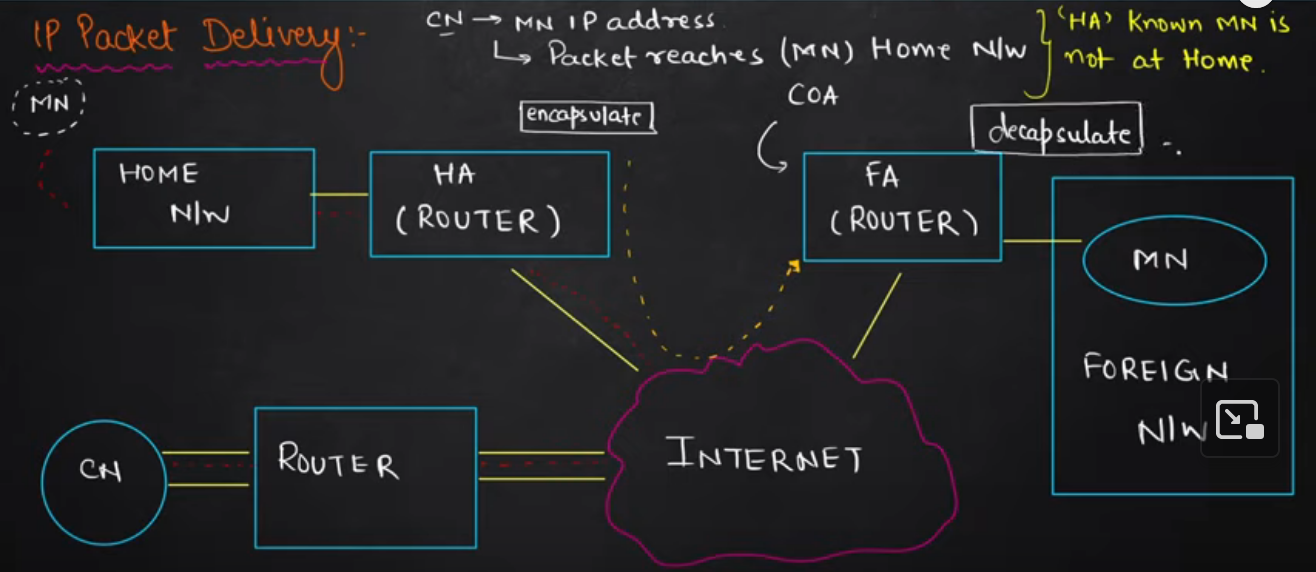 IP Packet Delivery:-
CN → MN IP address.
↳ Packet reaches (MN) Home N/W
'HA' Known MN is
not at Home.
MN
encapsulate
COA
decapsulate
HOME
N/W
HA
(ROUTER)
FA
(ROUTER)
MN
FOREIGN
N/W
CN
ROUTER
INTERNET